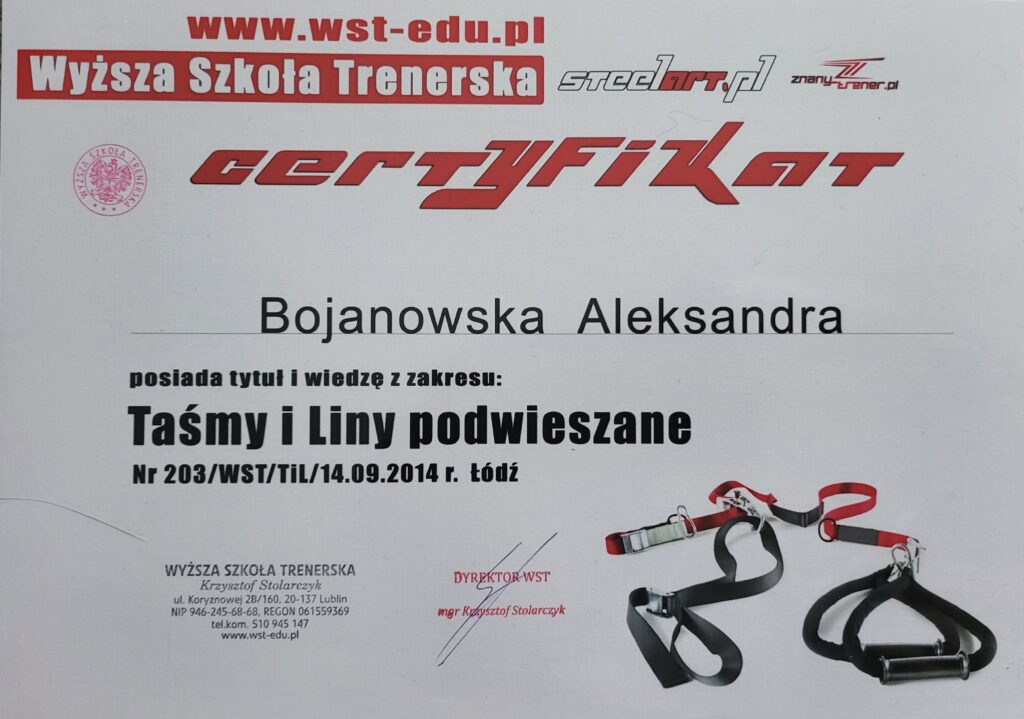 www.wst-edu.pl
Wyższa Szkoła Trenerska
steelart.pl
znany trener.pl
WYŻSZA SZKOŁA TRENERSKA
certyfikat
Bojanowska Aleksandra
posiada tytuł i wiedzę z zakresu:
Taśmy i Liny podwieszane
Nr 203/WST/TiL/14.09.2014 r. Łódź
WYŻSZA SZKOŁA TRENERSKA
Krzysztof Stolarczyk
ul. Koryznowej 2B/160, 20-137 Lublin
NIP 946-245-68-68, REGON 061559369
tel.kom. 510 945 147
www.wst-edu.pl
DYREKTOR WST
mgr Krzysztof Stolarczyk